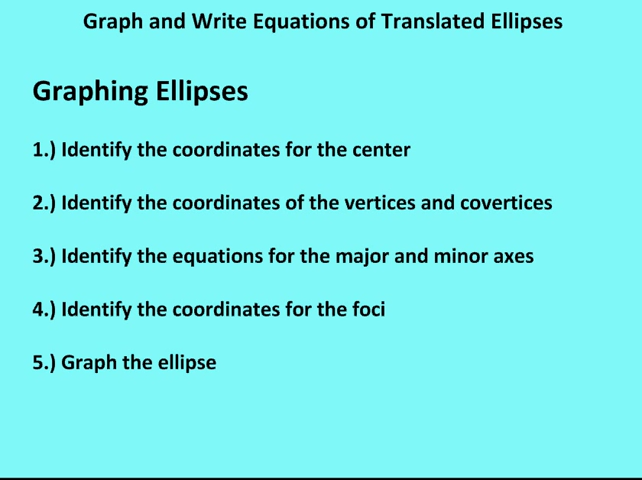 Graph and Write Equations of Translated Ellipses
Graphing Ellipses
1.) Identify the coordinates for the center
2.) Identify the coordinates of the vertices and covertices
3.) Identify the equations for the major and minor axes
4.) Identify the coordinates for the foci
5.) Graph the ellipse